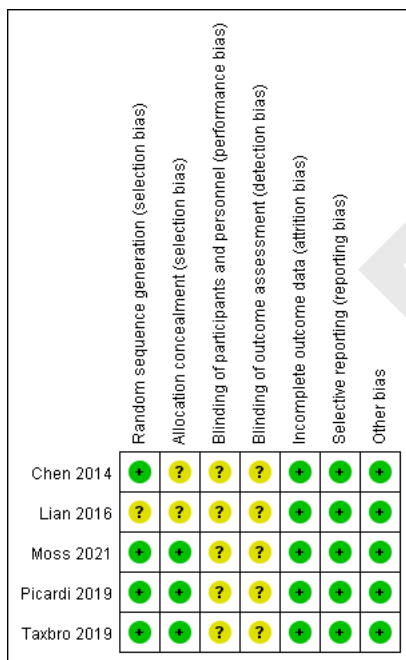 Random sequence generation (selection bias)
Allocation concealment (selection bias)
Blinding of participants and personnel (performance bias)
Blinding of outcome assessment (detection bias)
Incomplete outcome data (attrition bias)
Selective reporting (reporting bias)
Other bias
Chen 2014 + ? ? ? + + +
Lian 2016 ? ? ? ? + + +
Moss 2021 + + ? ? + + +
Picardi 2019 + + ? ? + + +
Taxbro 2019 + + ? ? + + +